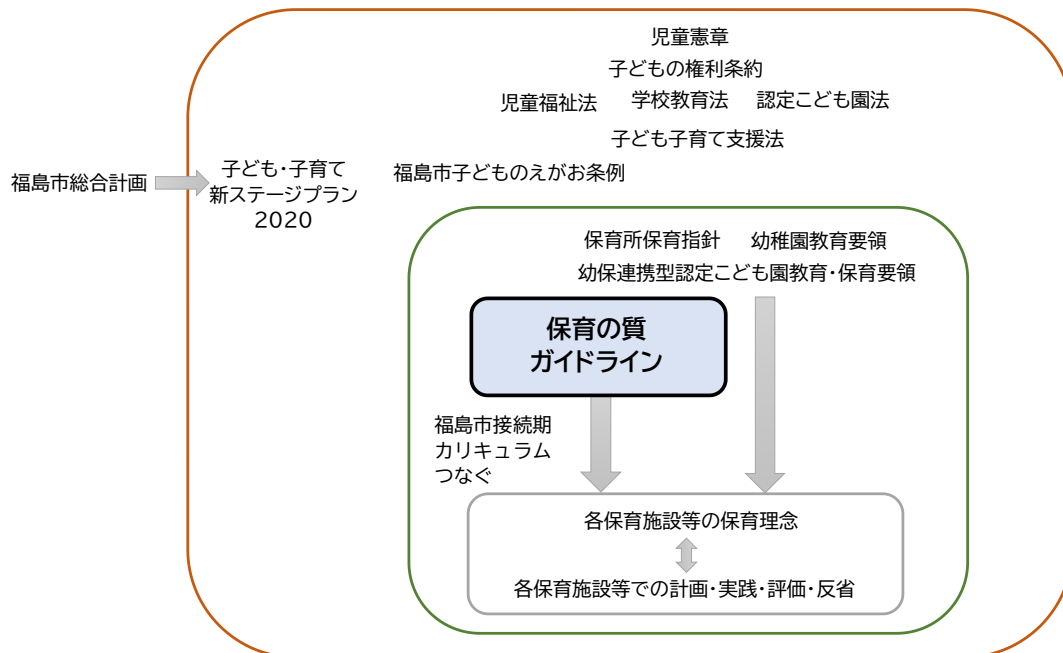 児童憲章
子どもの権利条約
児童福祉法 学校教育法 認定こども園法
子ども子育て支援法
福島市総合計画
子ども・子育て
新ステージプラン
2020
福島市子どものえがお条例
保育所保育指針 幼稚園教育要領
幼保連携型認定こども園教育・保育要領
保育の質
ガイドライン
福島市接続期
カリキュラム
つなぐ
各保育施設等の保育理念
各保育施設等での計画・実践・評価・反省